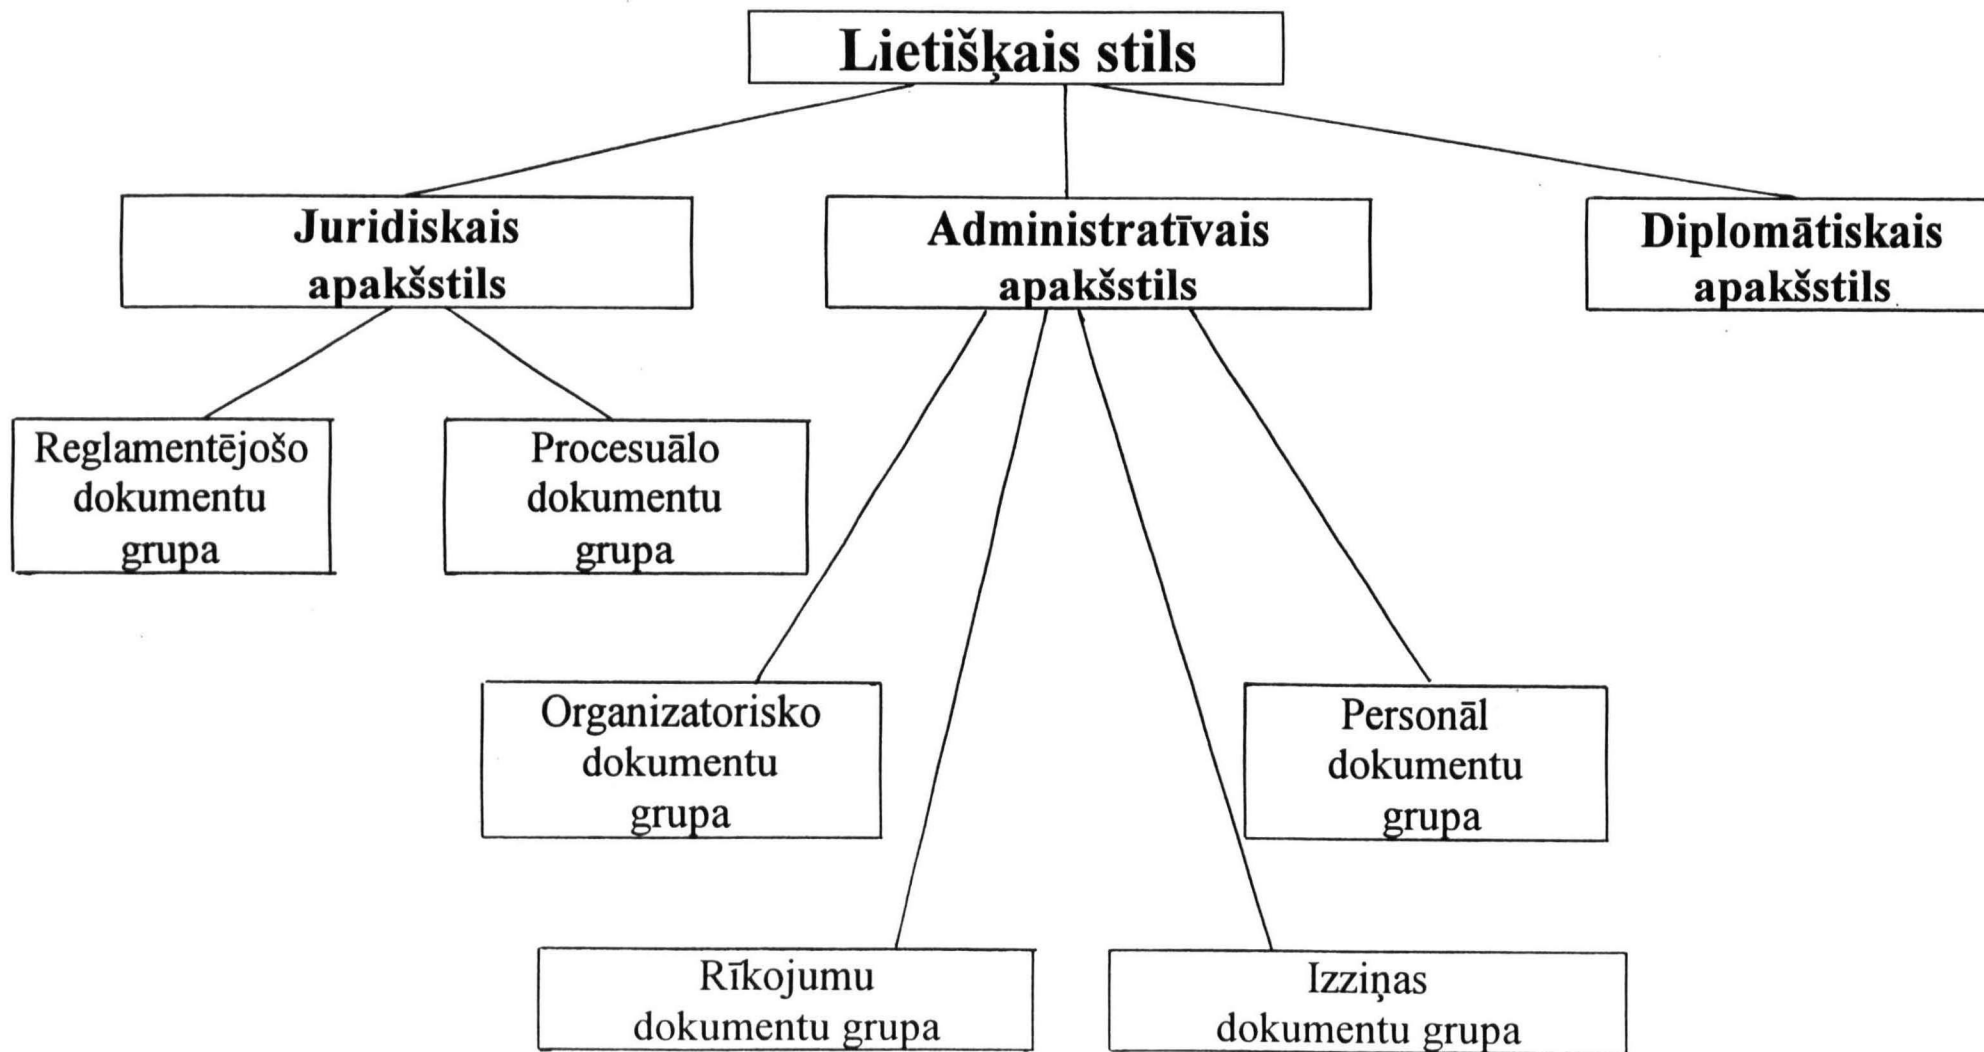 Lietišķais stils
Juridiskais
apakšstils
Administratīvais
apakšstils
Diplomātiskais
apakšstils
Reglamentējošo
dokumentu
grupa
Procesuālo
dokumentu
grupa
Organizatorisko
dokumentu
grupa
Personāl
dokumentu
grupa
Rīkojumu
dokumentu grupa
Izziņas
dokumentu grupa